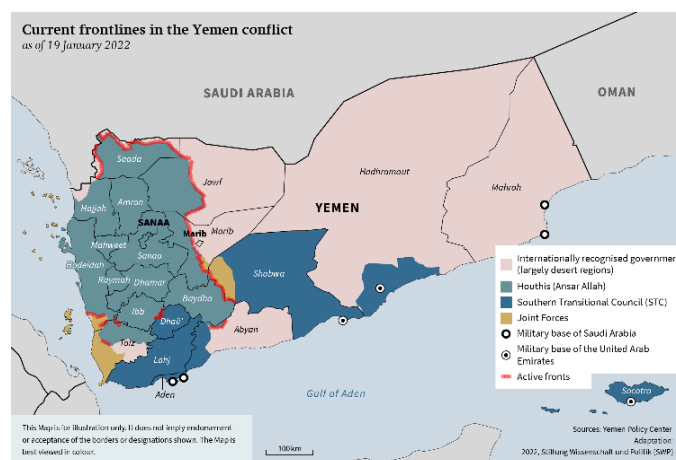 Current frontlines in the Yemen conflict
as of 19 January 2022
SAUDI ARABIA
OMAN
Saada
Jawf
Hadhramaut
Mahrah
Hajjah
Amran
YEMEN
SANAA
Marib
Marib
Mahweet
Sanaa
Hodeidah
Shabwa
Raymah
Dhamar
Baydha
Ibb
Dhali'
Abyan
Taiz
Lahj
Aden
Gulf of Aden
Socotra
Internationally recognised governmen
(largely desert regions)
Houthis (Ansar Allah)
Southern Transitional Council (STC)
Joint Forces
Military base of Saudi Arabia
Military base of the United Arab
Emirates
Active fronts
This Map is for illustration only. It does not imply endorsement
or acceptance of the borders or designations shown. The Map is
best viewed in colour.
100 km
Sources: Yemen Policy Center
Adaptation:
2022, Stiftung Wissenschaft und Politik (SWP)